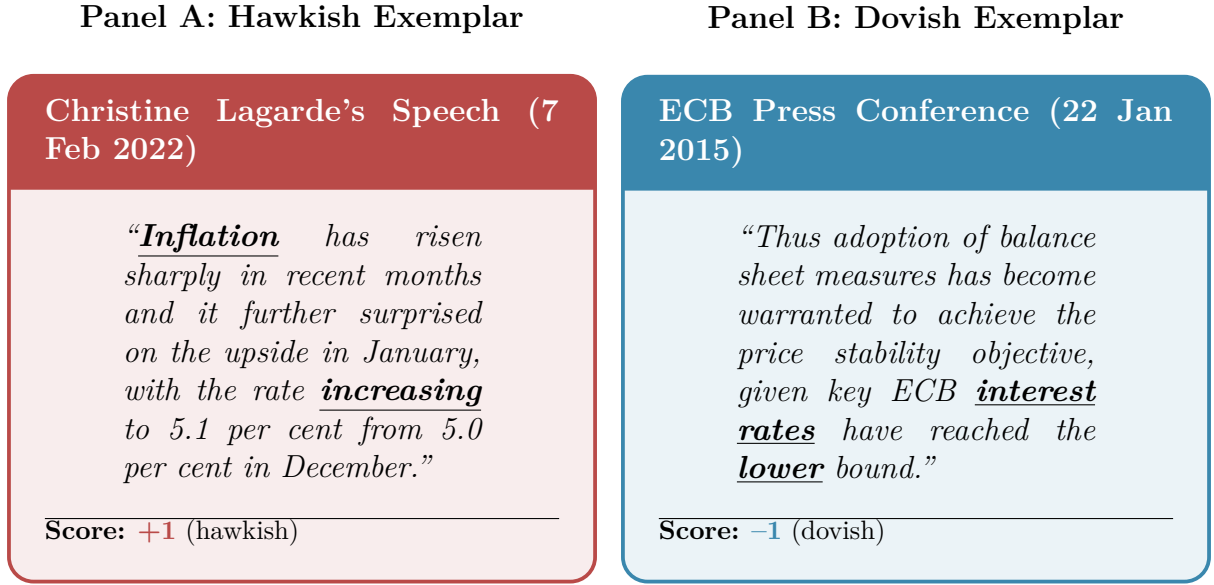 Panel A: Hawkish Exemplar
Christine Lagarde's Speech (7
Feb 2022)
“Inflation has risen
sharply in recent months
and it further surprised
on the upside in January,
with the rate increasing
to 5.1 per cent from 5.0
per cent in December.”
Score: +1 (hawkish)
Panel B: Dovish Exemplar
ECB Press Conference (22 Jan
2015)
“Thus adoption of balance
sheet measures has become
warranted to achieve the
price stability objective,
given key ECB interest
rates have reached the
lower bound.”
Score: –1 (dovish)